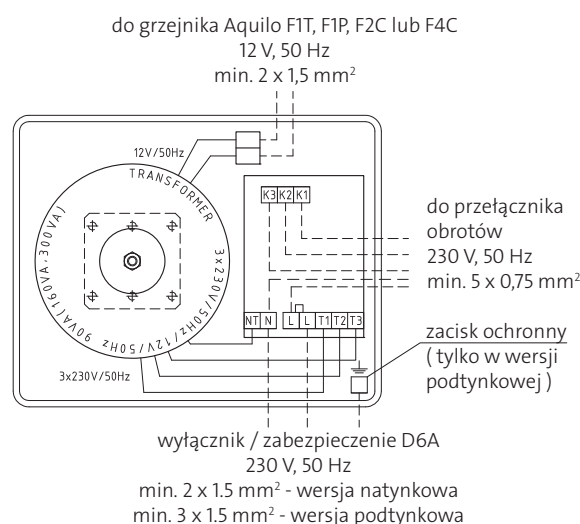 do grzejnika Aquilo F1T, F1P, F2C lub F4C
12 V, 50 Hz
min. 2 x 1,5 mm²
12V/50Hz
TRANSFORMER
3x230V/50Hz/12V/50Hz 90VA(160VA.300VA)
K3 K2 K1
do przełącznika
obrotów
230 V, 50 Hz
min. 5 x 0,75 mm²
NT N L L T1 T2 T3
zacisk ochronny
( tylko w wersji
podtynkowej )
3x230V/50Hz
wyłącznik / zabezpieczenie D6A
230 V, 50 Hz
min. 2 x 1.5 mm² - wersja natynkowa
min. 3 x 1.5 mm² - wersja podtynkowa